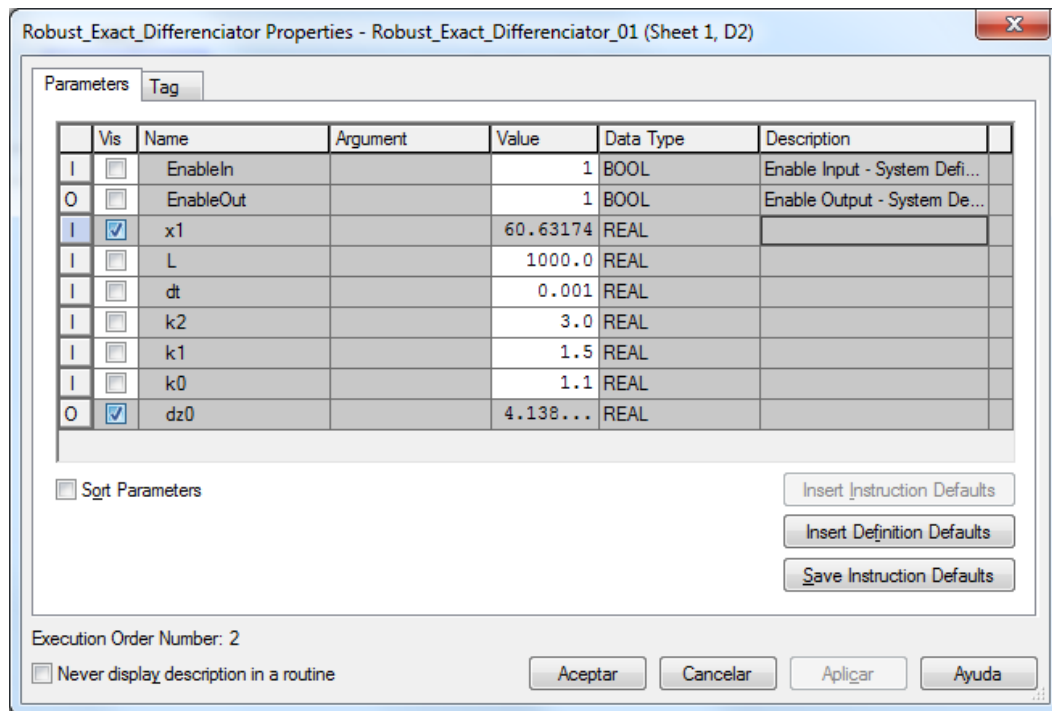 Robust_Exact_Differenciator Properties - Robust_Exact_Differenciator_01 (Sheet 1, D2)
Parameters Tag
Vis Name Argument Value Data Type Description
I EnableIn 1 BOOL Enable Input - System Defi...
O EnableOut 1 BOOL Enable Output - System De...
I x1 60.63174 REAL
I L 1000.0 REAL
I dt 0.001 REAL
I k2 3.0 REAL
I k1 1.5 REAL
I k0 1.1 REAL
O dz0 4.138... REAL
Sort Parameters
Insert Instruction Defaults
Insert Definition Defaults
Save Instruction Defaults
Execution Order Number: 2
Never display description in a routine
Aceptar Cancelar Aplicar Ayuda